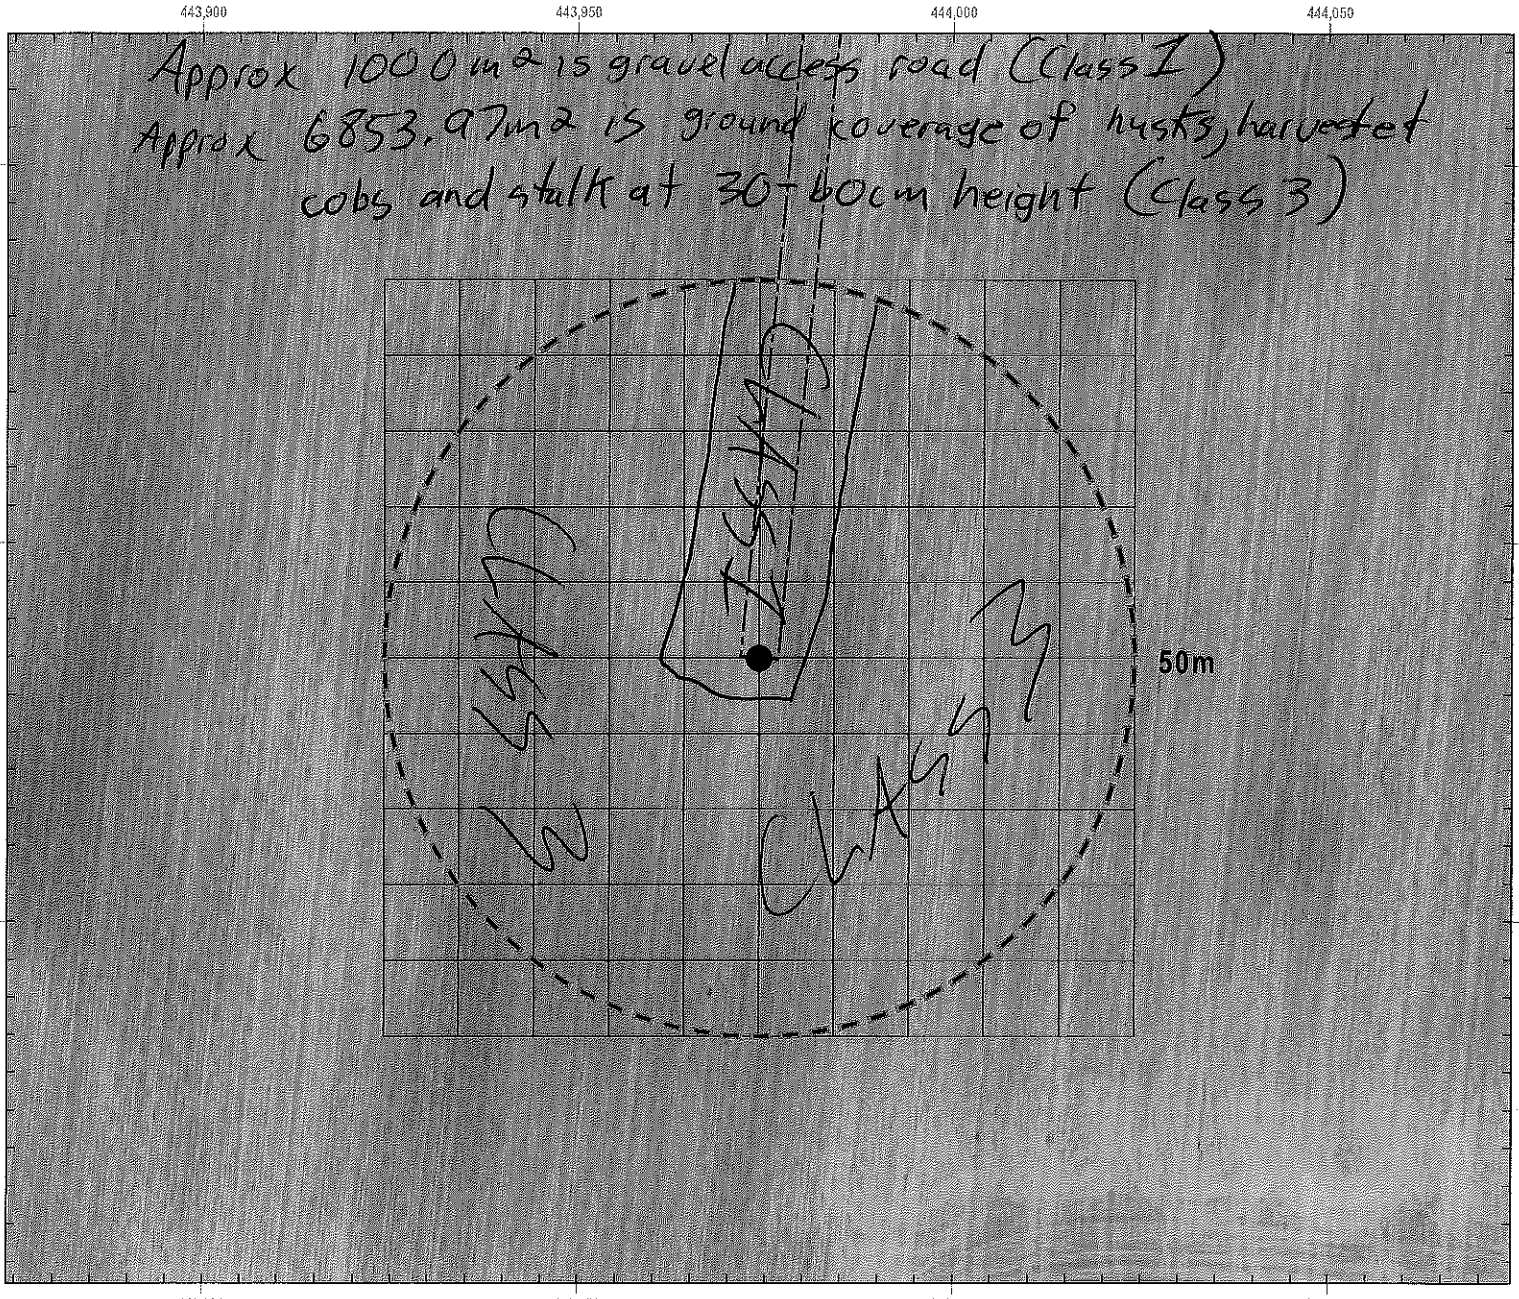 443,900 443,950 444,000 444,050
Approx 1000m2 is gravel access road (Class I)
Approx 6853.97m2 is ground coverage of husks, harvested
cobs and stalk at 30-60cm height (Class 3)
CLASS I
CLASS 3
CLASS 3
50m